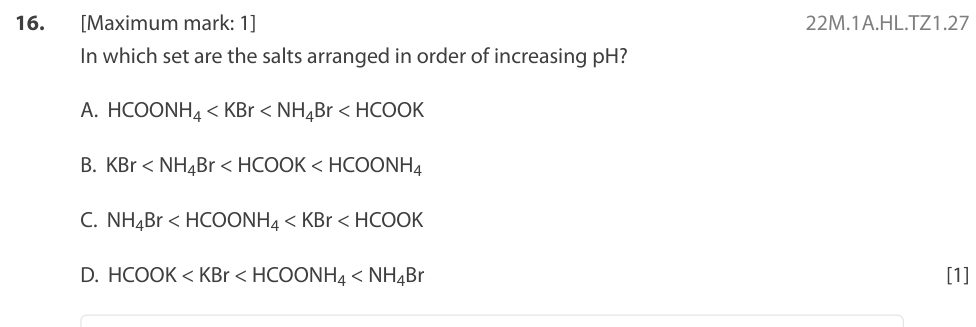 16. [Maximum mark: 1] 22M.1A.HL.TZ1.27
In which set are the salts arranged in order of increasing pH?
A. HCOONH₄ < KBr < NH₄Br < HCOOK
B. KBr < NH₄Br < HCOOK < HCOONH₄
C. NH₄Br < HCOONH₄ < KBr < HCOOK
D. HCOOK < KBr < HCOONH₄ < NH₄Br [1]